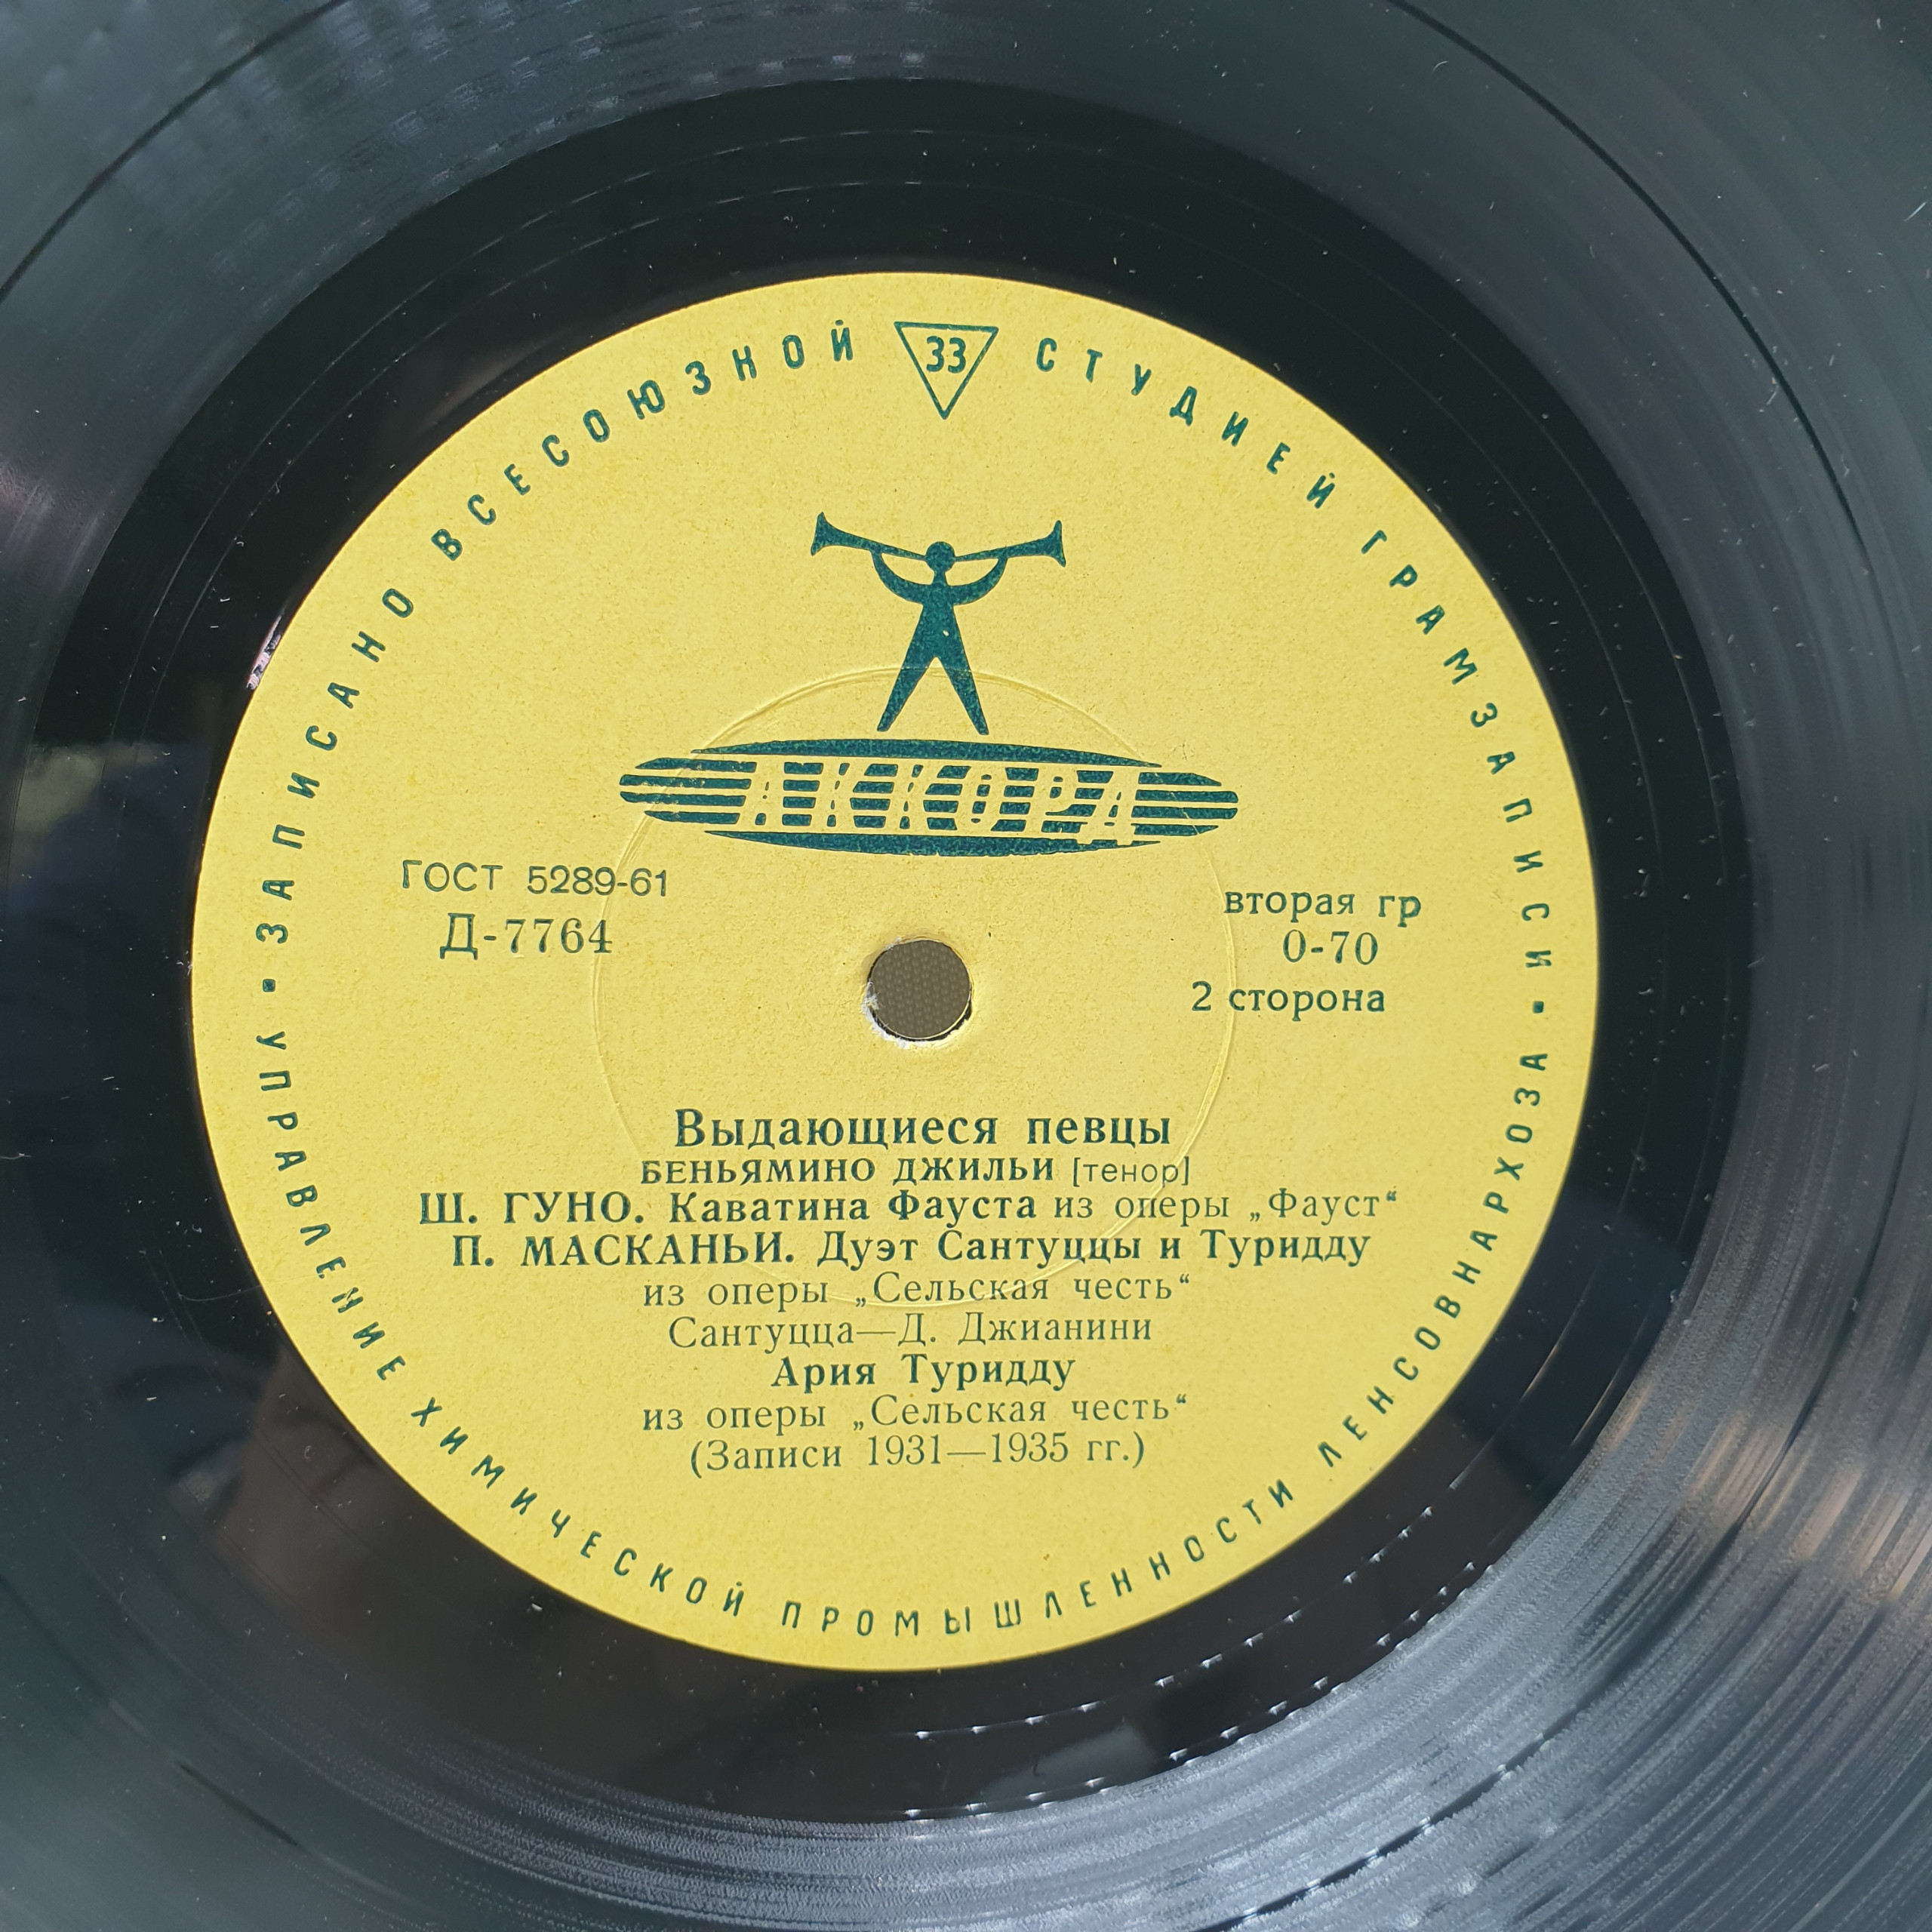 ЗАПИСАНО ВСЕСОЮЗНОЙ СТУДИЕЙ ГРАМЗАПИСИ
33
АККОРД
ГОСТ 5289-61
Д-7764
вторая гр
0-70
2 сторона
Выдающиеся певцы
БЕНЬЯМИНО ДЖИЛЬИ [тенор]
Ш. ГУНО. Каватина Фауста из оперы „Фауст“
П. МАСКАНЬИ. Дуэт Сантуццы и Туридду
из оперы „Сельская честь“
Сантуцца—Д. Джианини
Ария Туридду
из оперы „Сельская честь“
(Записи 1931—1935 гг.)
УПРАВЛЕНИЕ ХИМИЧЕСКОЙ ПРОМЫШЛЕННОСТИ ЛЕНСОВНАРХОЗА